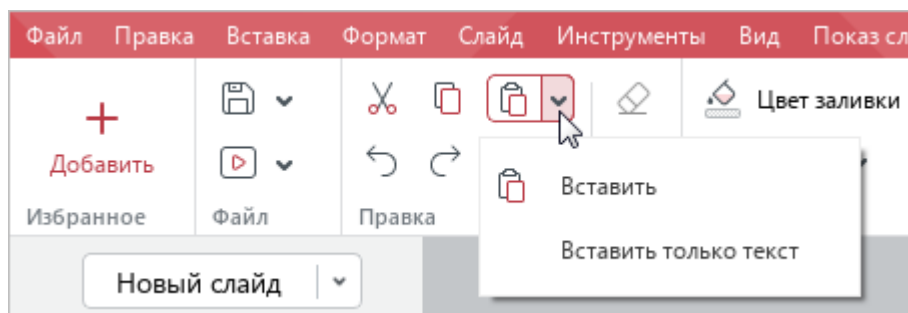 Файл Правка Вставка Формат Слайд Инструменты Вид Показ
Цвет заливки
Добавить
Вставить
Избранное Файл Правка
Вставить только текст
Новый слайд